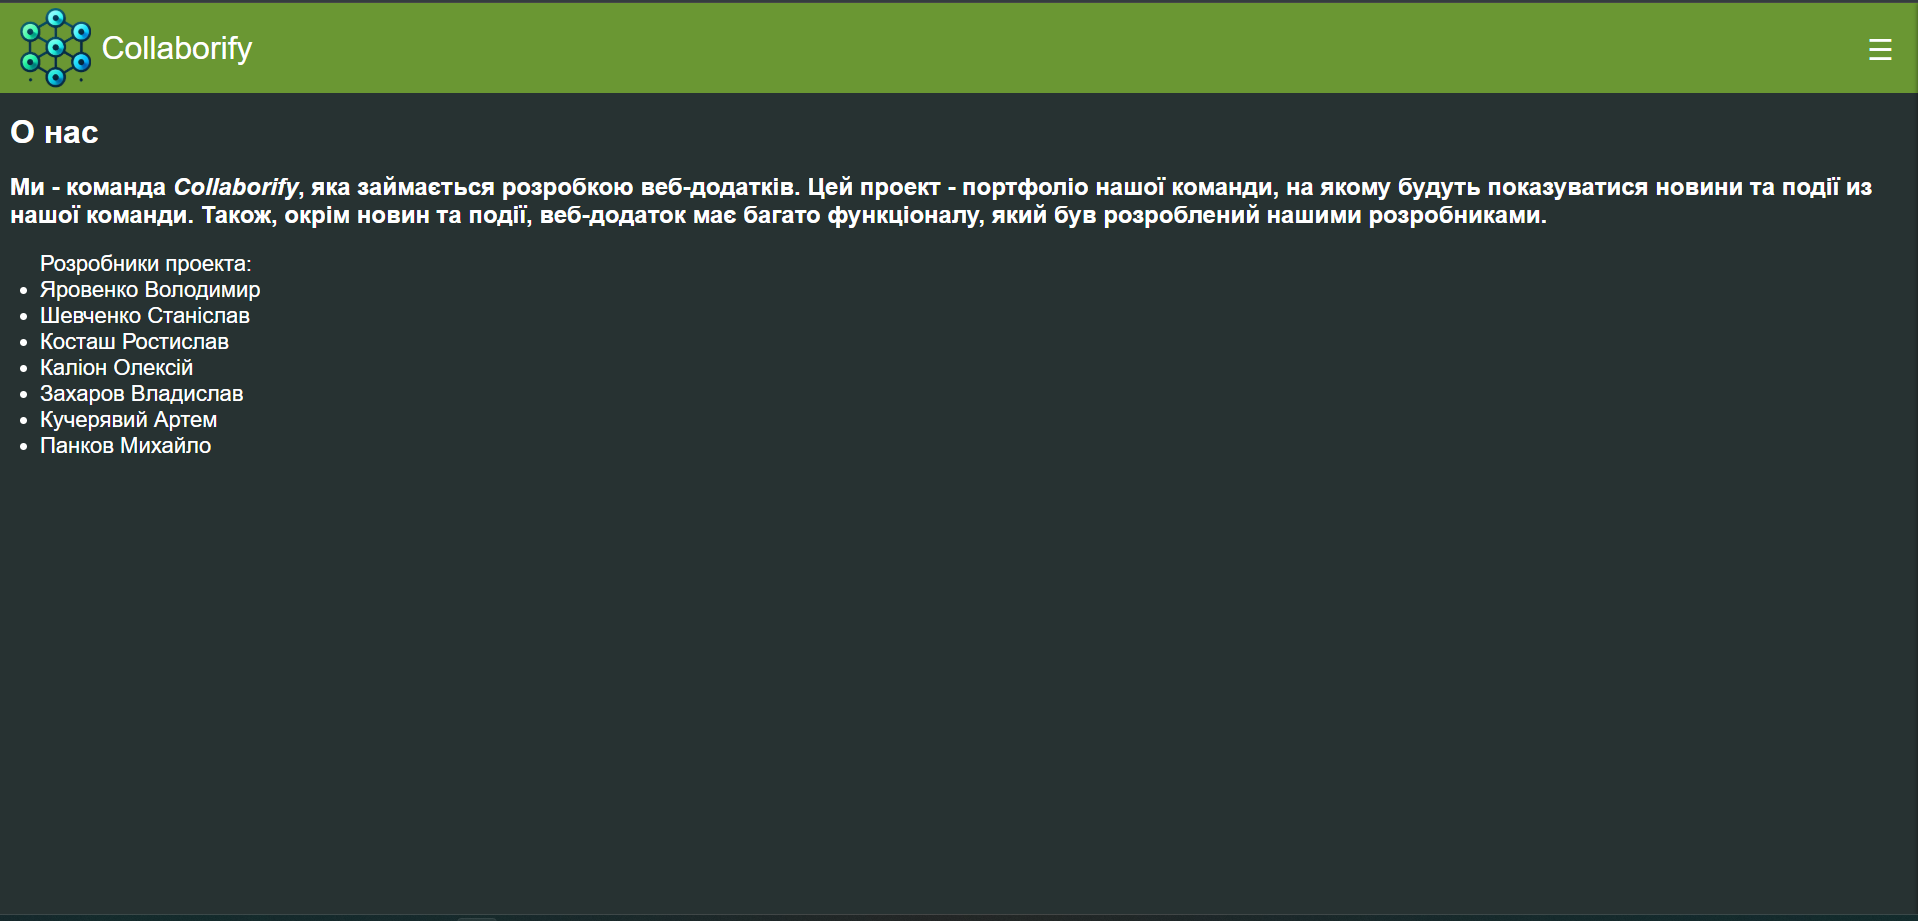 Collaborify
О нас
Ми - команда Collaborify, яка займається розробкою веб-додатків. Цей проект - портфоліо нашої команди, на якому будуть показуватися новини та події из
нашої команди. Також, окрім новин та події, веб-додаток має багато функціоналу, який був розроблений нашими розробниками.
Розробники проекта:
Яровенко Володимир
Шевченко Станіслав
Косташ Ростислав
Каліон Олексій
Захаров Владислав
Кучерявий Артем
Панков Михайло